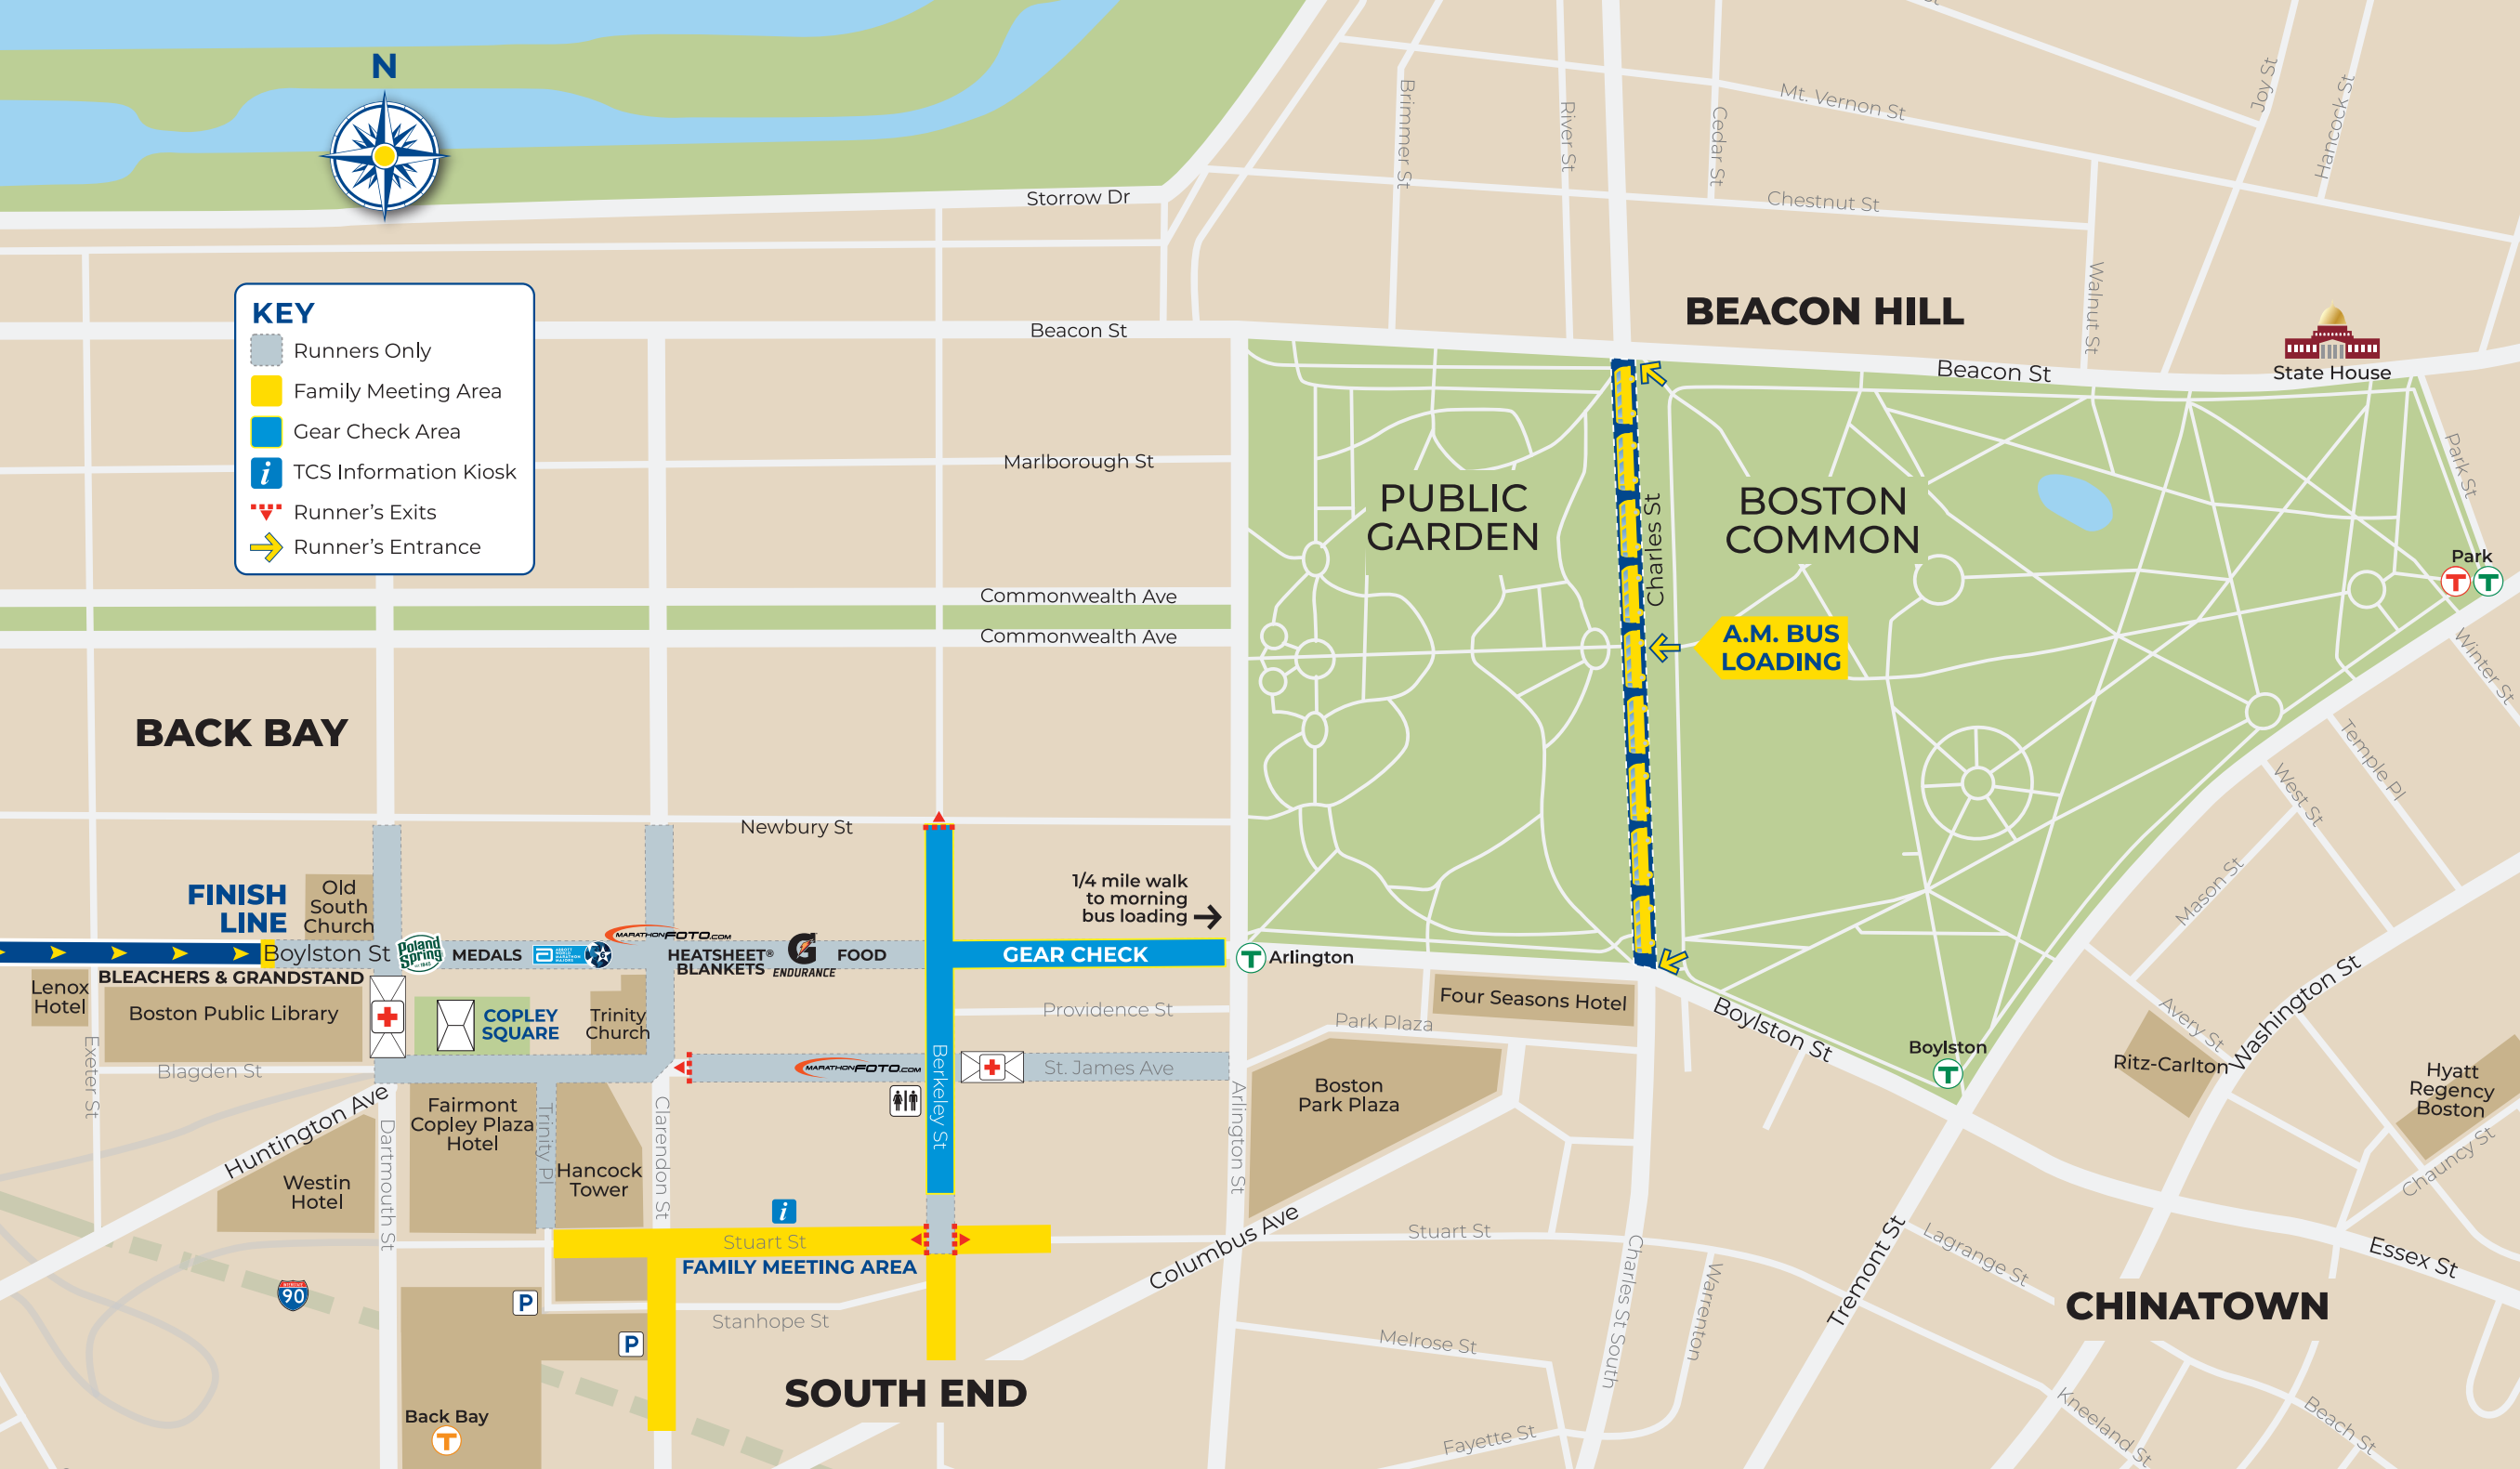 N
KEY
Runners Only
Family Meeting Area
Gear Check Area
i
TCS Information Kiosk
Runner's Exits
Runner's Entrance
Storrow Dr
Beacon St
Marlborough St
Commonwealth Ave
Commonwealth Ave
Newbury St
BACK BAY
Brimmer St
River St
Cedar St
Mt. Vernon St
Joy St
Hancock St
Chestnut St
Walnut St
BEACON HILL
Beacon St
State House
Park St
PUBLIC
GARDEN
Charles St
BOSTON
COMMON
A.M. BUS
LOADING
Park
T
T
Winter St
Temple Pl
West St
Mason St
FINISH
LINE
Old
South
Church
Boylston St
Poland
Spring
MEDALS
MARATHONFOTO.COM
HEATSHEET®
BLANKETS
G
ENDURANCE
FOOD
GEAR CHECK
1/4 mile walk
to morning
bus loading
T
Arlington
BLEACHERS & GRANDSTAND
Lenox
Hotel
Boston Public Library
COPLEY
SQUARE
Trinity
Church
Providence St
Park Plaza
Four Seasons Hotel
Boylston St
Boylston
T
Avery St
Washington St
Ritz-Carlton
Hyatt
Regency
Boston
Chauncy St
Exeter St
Blagden St
MARATHONFOTO.COM
Berkeley St
St. James Ave
Arlington St
Boston
Park Plaza
Huntington Ave
Dartmouth St
Fairmont
Copley Plaza
Hotel
Trinity Pl
Hancock
Tower
Clarendon St
Westin
Hotel
i
Stuart St
FAMILY MEETING AREA
Columbus Ave
Stuart St
Charles St South
Warrenton
Tremont St
Lagrange St
Essex St
CHINATOWN
INTERSTATE
90
P
P
Stanhope St
Melrose St
SOUTH END
Back Bay
T
Fayette St
Kneeland St
Beach St